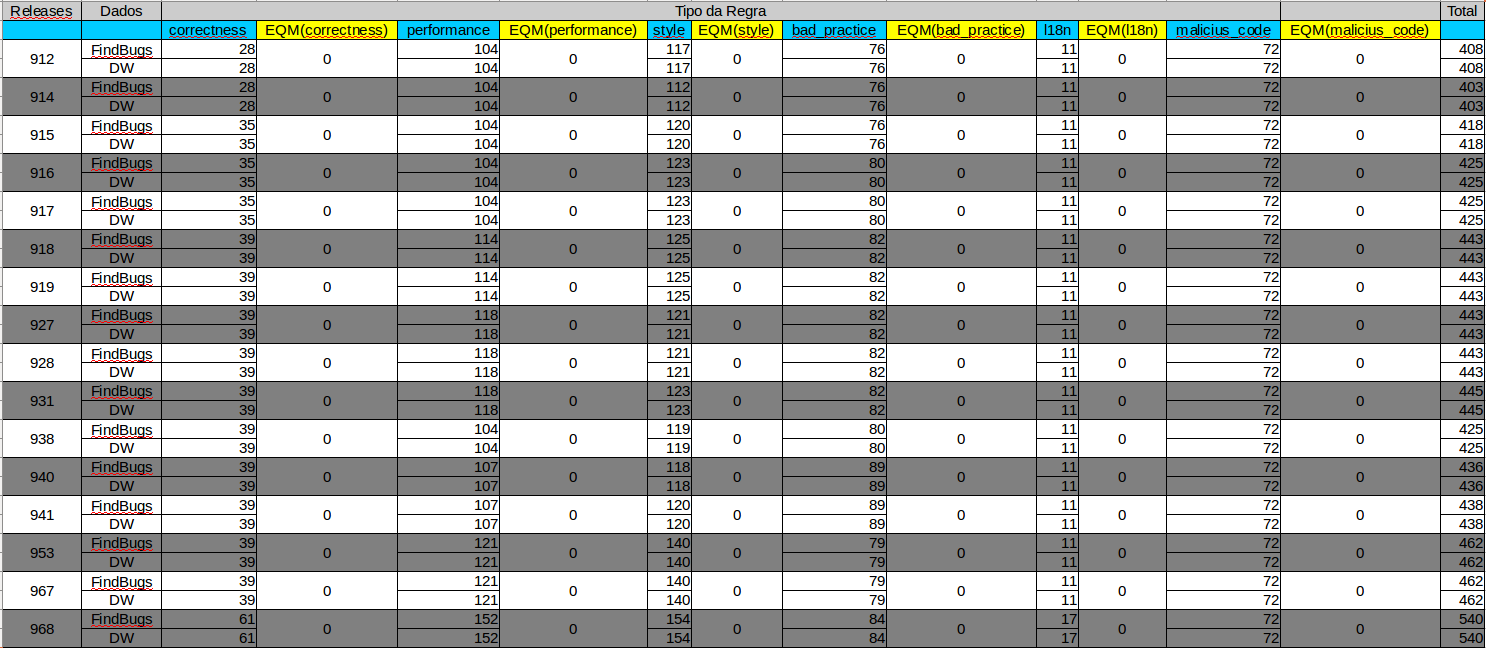 Releases Dados Tipo da Regra Total
correctness EQM(correctness) performance EQM(performance) style EQM(style) bad_practice EQM(bad_practice) I18n EQM(I18n) malicius_code EQM(malicius_code)
912 FindBugs 28 0 104 0 117 0 76 0 11 0 72 0 408
DW 28 104 117 76 11 72 408
914 FindBugs 28 0 104 0 112 0 76 0 11 0 72 0 403
DW 28 104 112 76 11 72 403
915 FindBugs 35 0 104 0 120 0 76 0 11 0 72 0 418
DW 35 104 120 76 11 72 418
916 FindBugs 35 0 104 0 123 0 80 0 11 0 72 0 425
DW 35 104 123 80 11 72 425
917 FindBugs 35 0 104 0 123 0 80 0 11 0 72 0 425
DW 35 104 123 80 11 72 425
918 FindBugs 39 0 114 0 125 0 82 0 11 0 72 0 443
DW 39 114 125 82 11 72 443
919 FindBugs 39 0 114 0 125 0 82 0 11 0 72 0 443
DW 39 114 125 82 11 72 443
927 FindBugs 39 0 118 0 121 0 82 0 11 0 72 0 443
DW 39 118 121 82 11 72 443
928 FindBugs 39 0 118 0 121 0 82 0 11 0 72 0 443
DW 39 118 121 82 11 72 443
931 FindBugs 39 0 118 0 123 0 82 0 11 0 72 0 445
DW 39 118 123 82 11 72 445
938 FindBugs 39 0 104 0 119 0 80 0 11 0 72 0 425
DW 39 104 119 80 11 72 425
940 FindBugs 39 0 107 0 118 0 89 0 11 0 72 0 436
DW 39 107 118 89 11 72 436
941 FindBugs 39 0 107 0 120 0 89 0 11 0 72 0 438
DW 39 107 120 89 11 72 438
953 FindBugs 39 0 121 0 140 0 79 0 11 0 72 0 462
DW 39 121 140 79 11 72 462
967 FindBugs 39 0 121 0 140 0 79 0 11 0 72 0 462
DW 39 121 140 79 11 72 462
968 FindBugs 61 0 152 0 154 0 84 0 17 0 72 0 540
DW 61 152 154 84 17 72 540